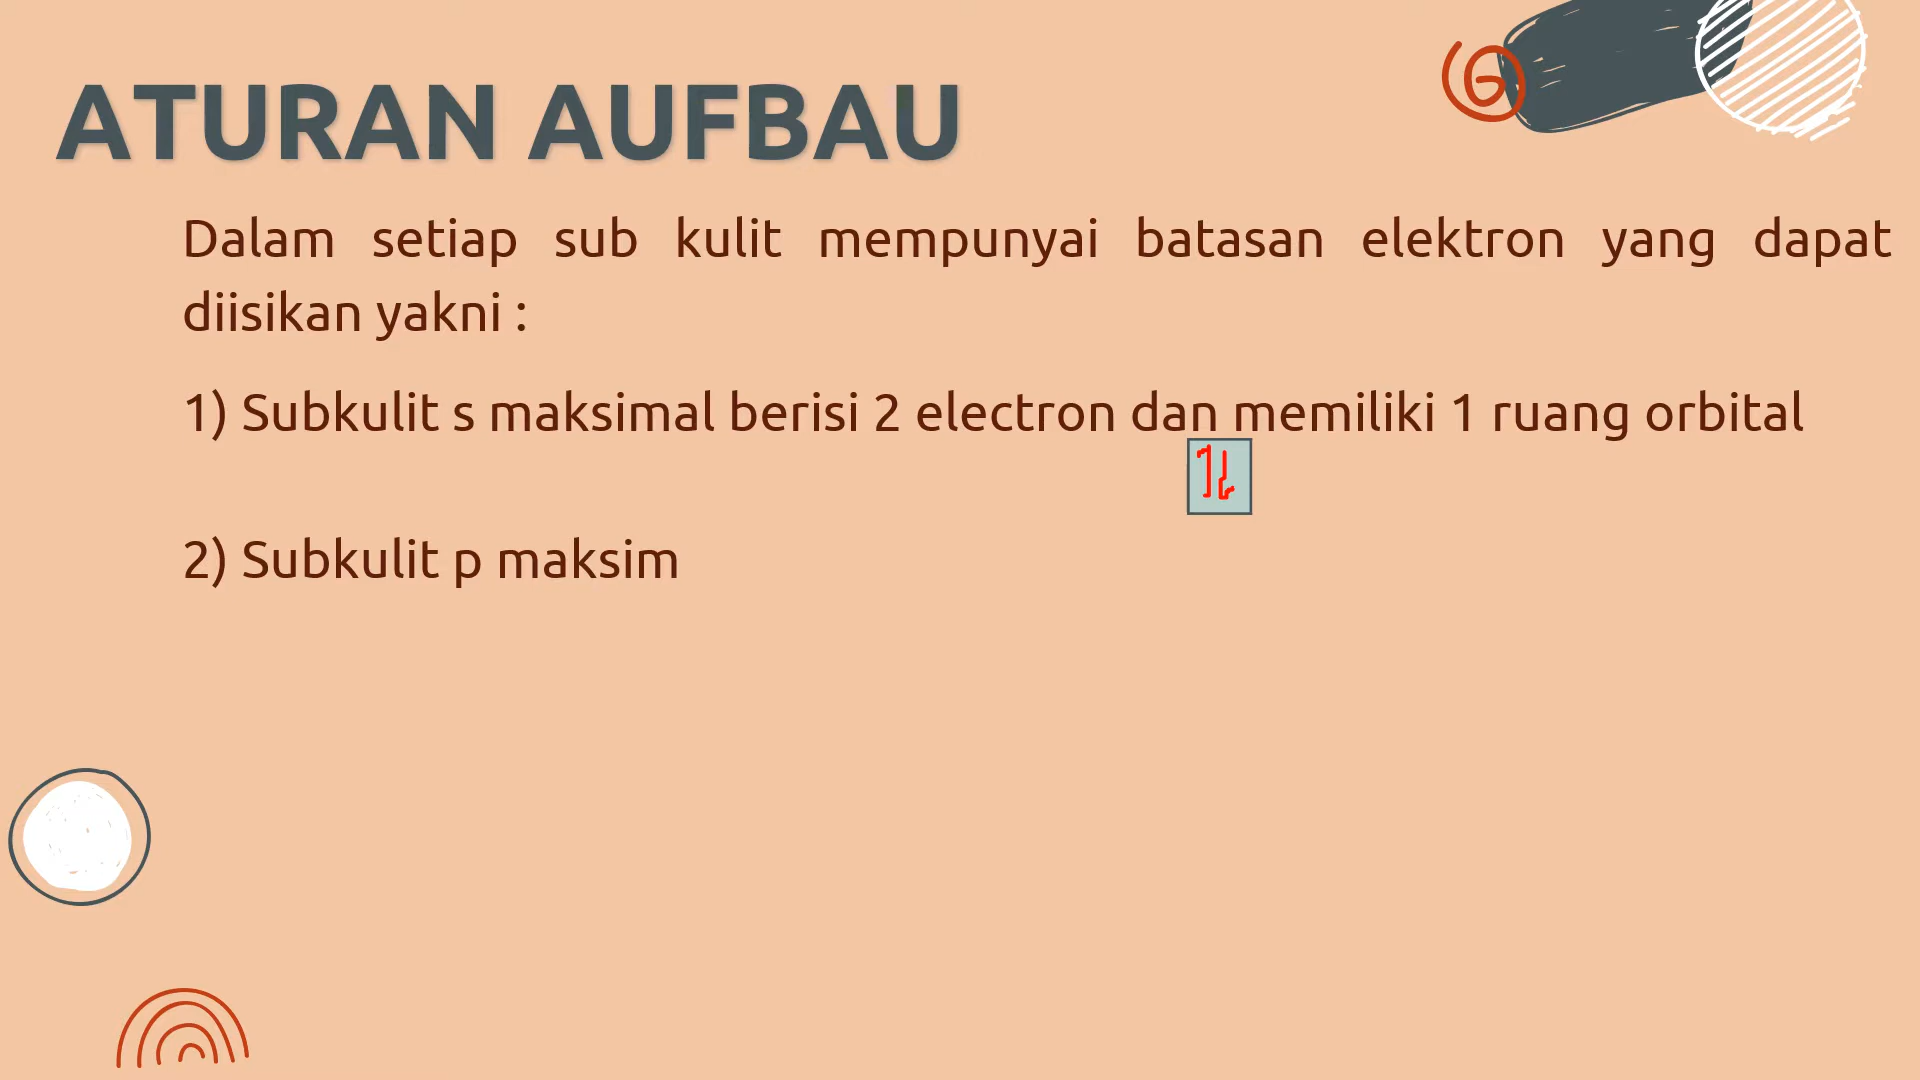 ATURAN AUFBAU
Dalam setiap sub kulit mempunyai batasan elektron yang dapat
diisikan yakni :
1) Subkulit s maksimal berisi 2 electron dan memiliki 1 ruang orbital
2) Subkulit p maksim